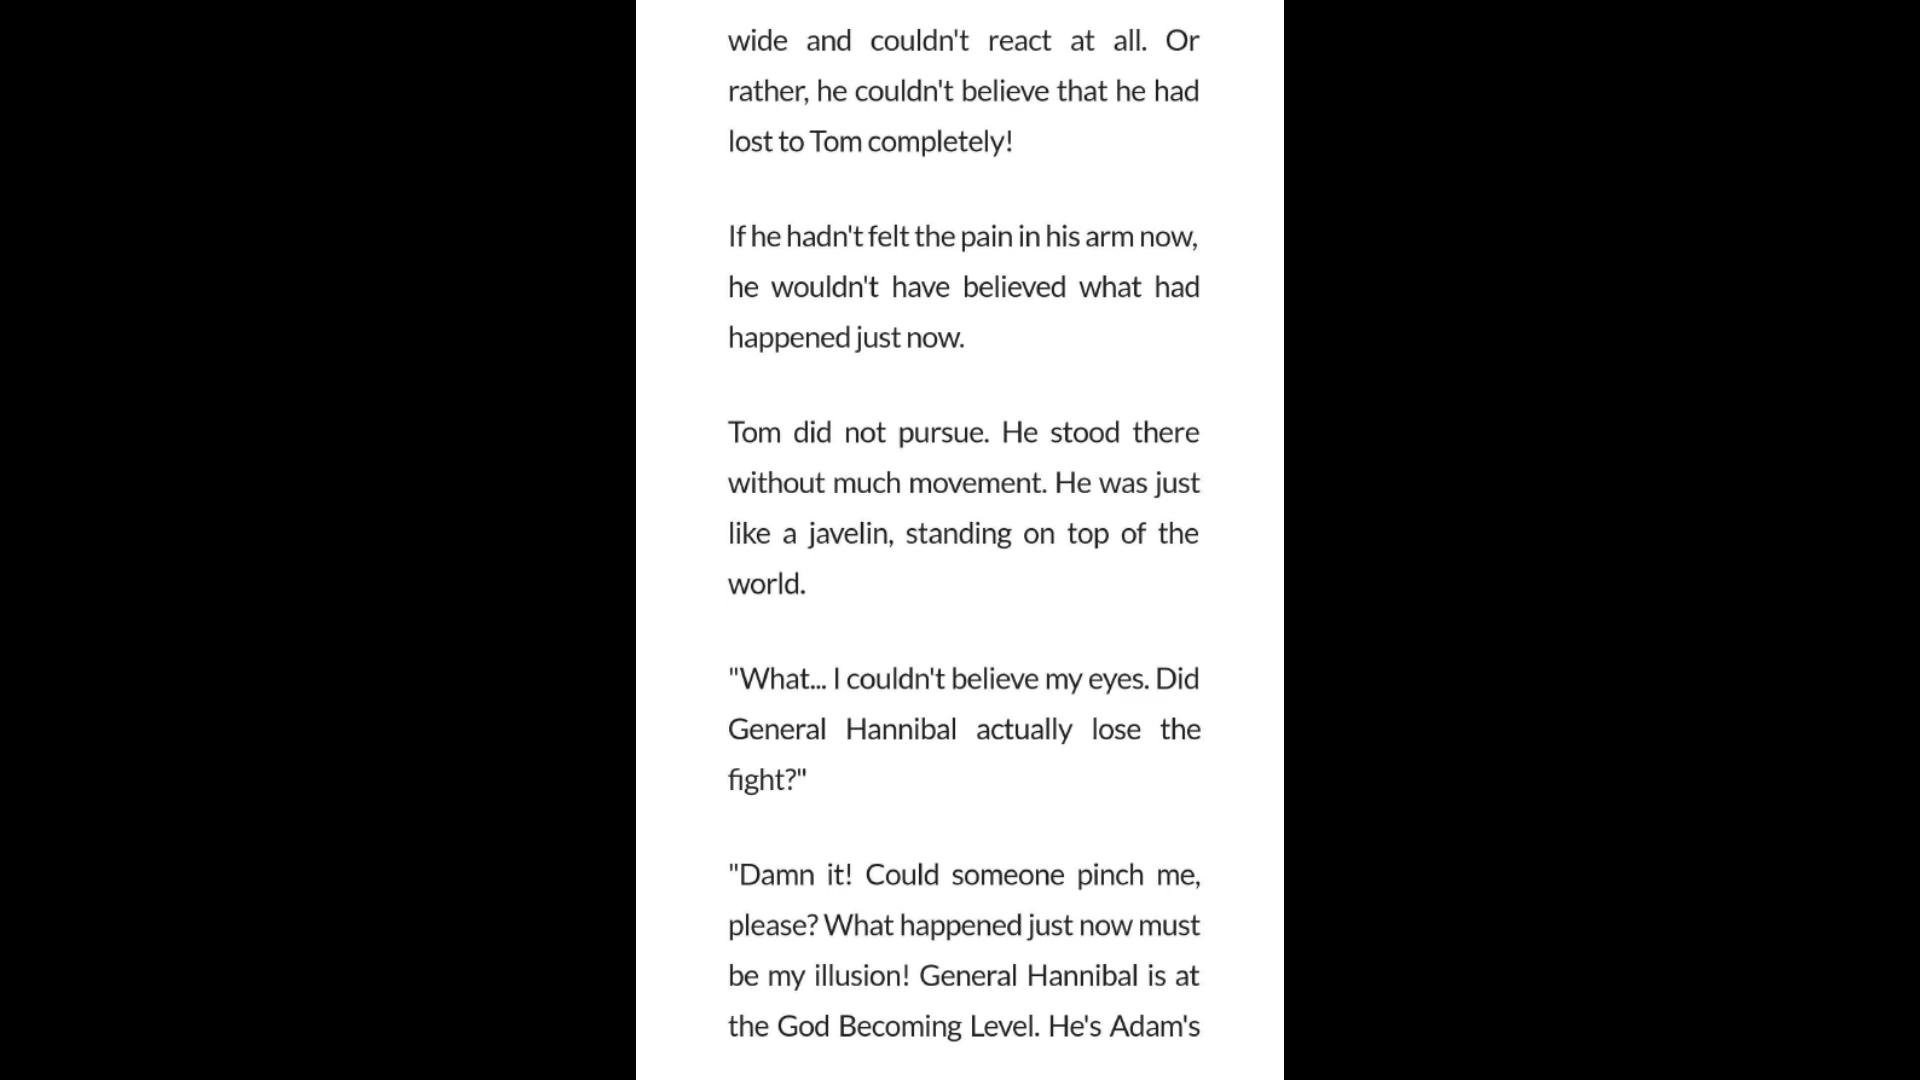 wide and couldn't react at all. Or
rather, he couldn't believe that he had
lost to Tom completely!
If he hadn't felt the pain in his arm now,
he wouldn't have believed what had
happened just now.
Tom did not pursue. He stood there
without much movement. He was just
like a javelin, standing on top of the
world.
"What... I couldn't believe my eyes. Did
General Hannibal actually lose the
fight?"
"Damn it! Could someone pinch me,
please? What happened just now must
be my illusion! General Hannibal is at
the God Becoming Level. He's Adam's